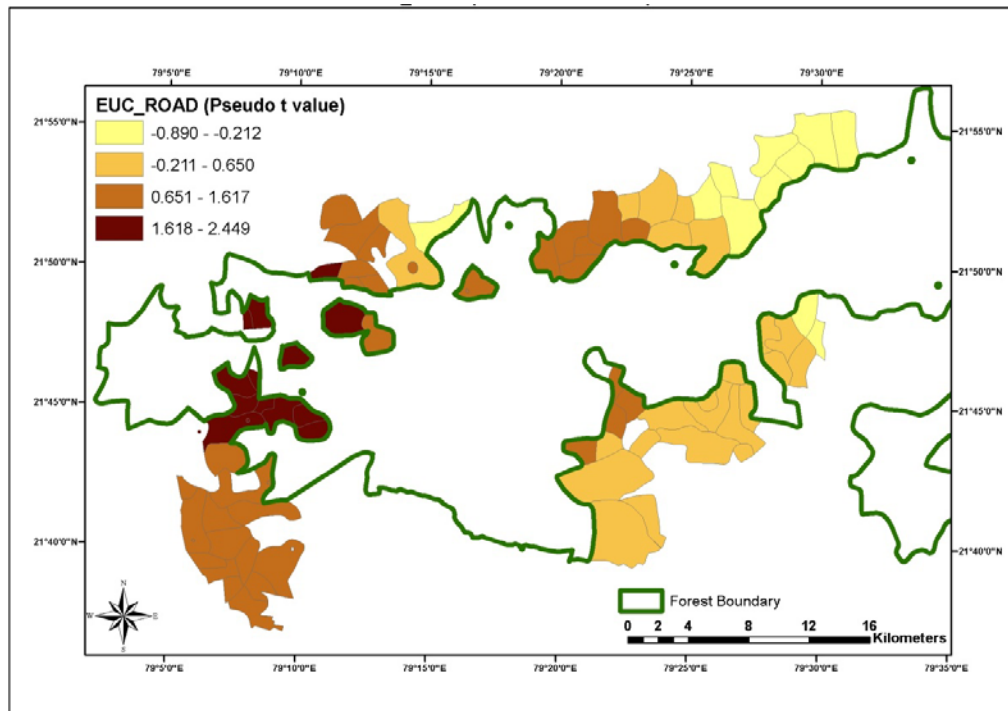 79°5'0"E 79°10'0"E 79°15'0"E 79°20'0"E 79°25'0"E 79°30'0"E
EUC_ROAD (Pseudo t value)
-0.890 - -0.212
-0.211 - 0.650
0.651 - 1.617
1.618 - 2.449
21°55'0"N 21°55'0"N
21°50'0"N 21°50'0"N
21°45'0"N 21°45'0"N
21°40'0"N 21°40'0"N
N
W E
S
Forest Boundary
0 2 4 8 12 16
Kilometers
79°5'0"E 79°10'0"E 79°15'0"E 79°20'0"E 79°25'0"E 79°30'0"E 79°35'0"E